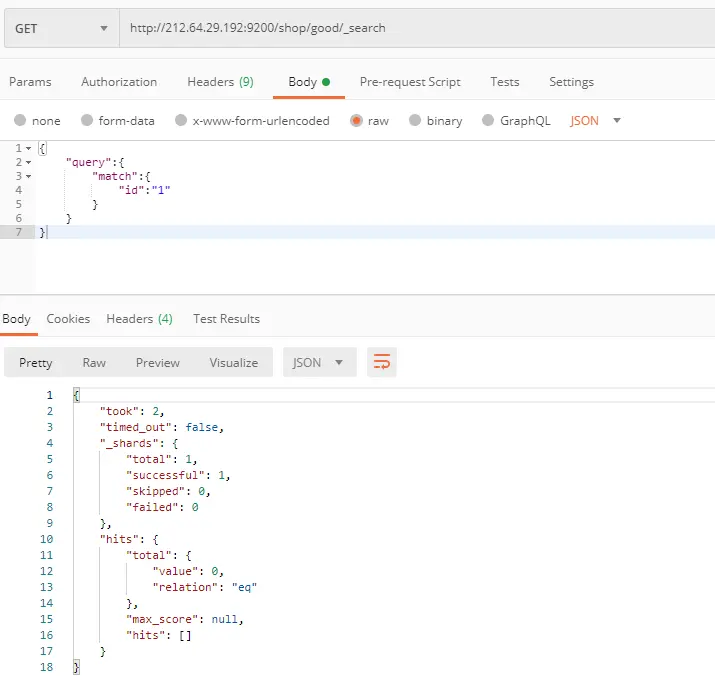 GET http://212.64.29.192:9200/shop/good/_search
Params Authorization Headers (9) Body Pre-request Script Tests Settings
none form-data x-www-form-urlencoded raw binary GraphQL JSON
1 {
2 "query":{
3 "match":{
4 "id":"1"
5 }
6 }
7 }
Body Cookies Headers (4) Test Results
Pretty Raw Preview Visualize JSON
1 {
2 "took": 2,
3 "timed_out": false,
4 "_shards": {
5 "total": 1,
6 "successful": 1,
7 "skipped": 0,
8 "failed": 0
9 },
10 "hits": {
11 "total": {
12 "value": 0,
13 "relation": "eq"
14 },
15 "max_score": null,
16 "hits": []
17 }
18 }